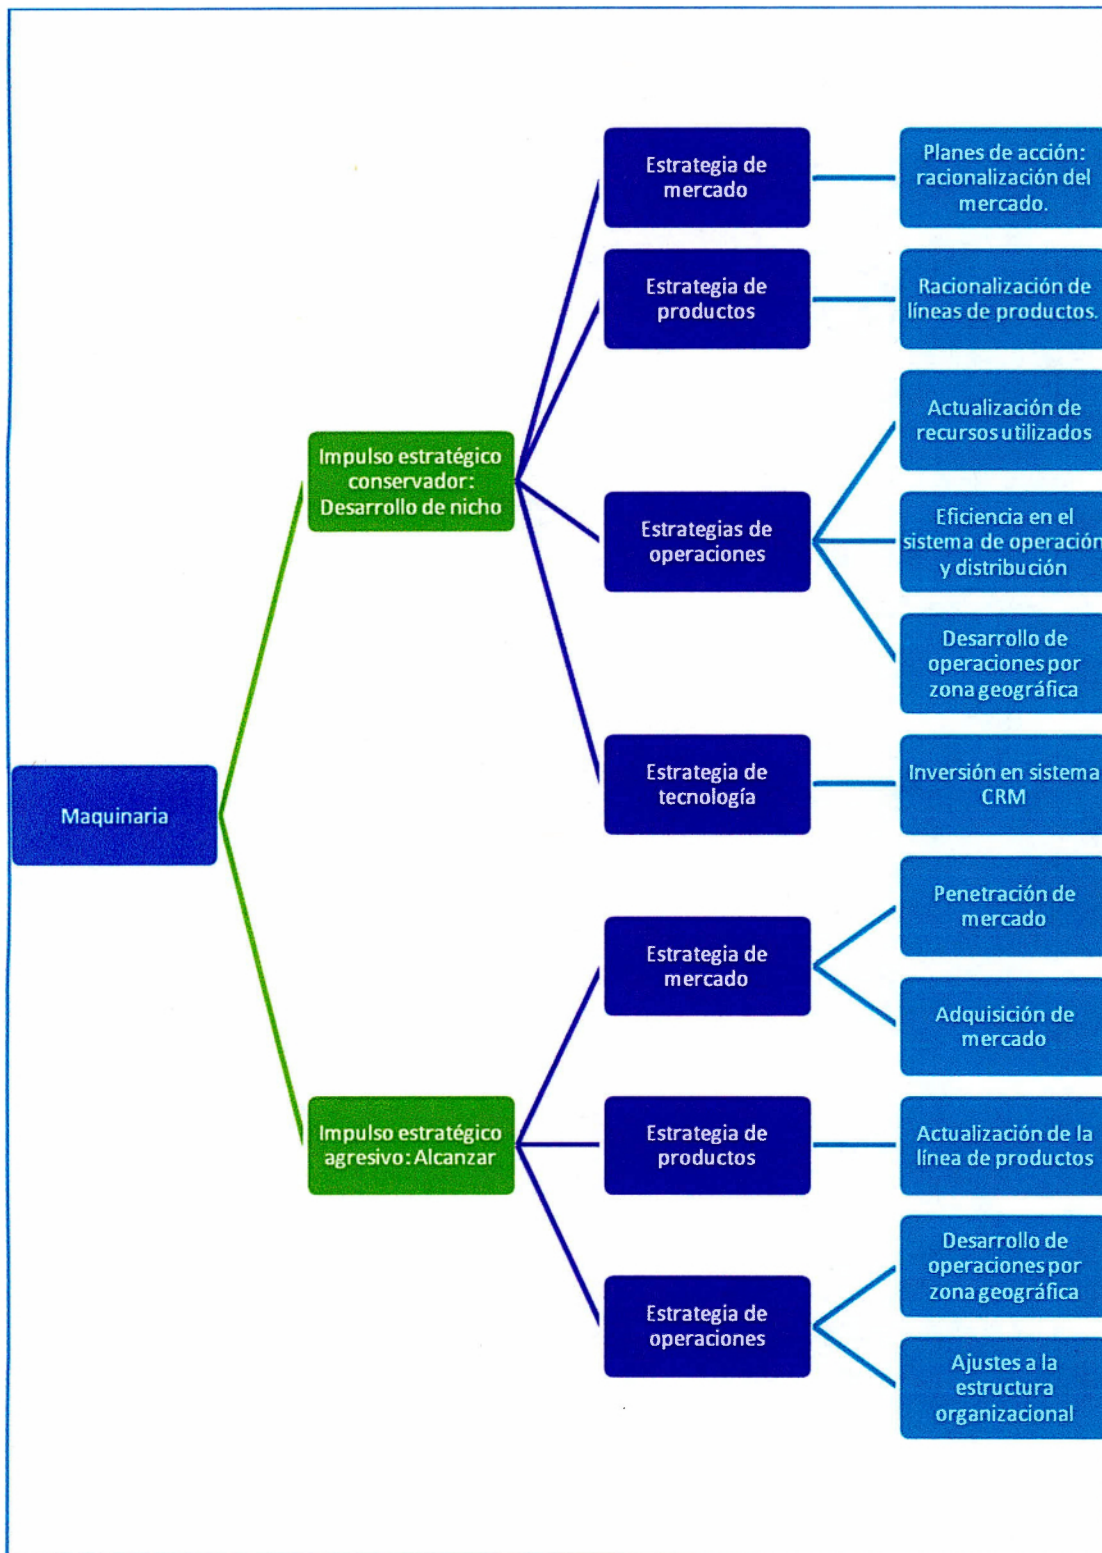 Maquinaria
Impulso estratégico
conservador:
Desarrollo de nicho
Estrategia de
mercado
Planes de acción:
racionalización del
mercado.
Estrategia de
productos
Racionalización de
líneas de productos.
Estrategias de
operaciones
Actualización de
recursos utilizados
Eficiencia en el
sistema de operación
y distribución
Desarrollo de
operaciones por
zona geográfica
Estrategia de
tecnología
Inversión en sistema
CRM
Impulso estratégico
agresivo: Alcanzar
Estrategia de
mercado
Penetración de
mercado
Adquisición de
mercado
Estrategia de
productos
Actualización de la
línea de productos
Estrategia de
operaciones
Desarrollo de
operaciones por
zona geográfica
Ajustes a la
estructura
organizacional